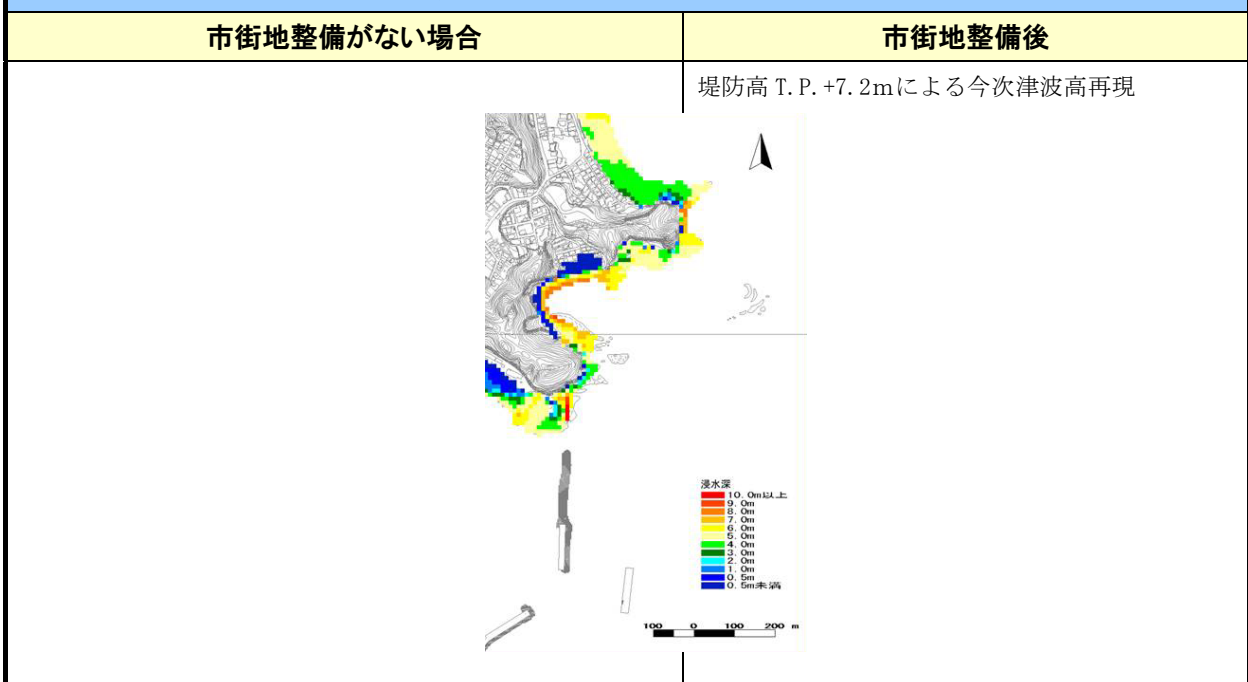 市街地整備がない場合
市街地整備後
堤防高 T.P.+7.2mによる今次津波高再現
浸水深
10.0m以上
9.0m
8.0m
7.0m
6.0m
5.0m
4.0m
3.0m
2.0m
1.0m
0.5m
0.5m未満
100 0 100 200 m